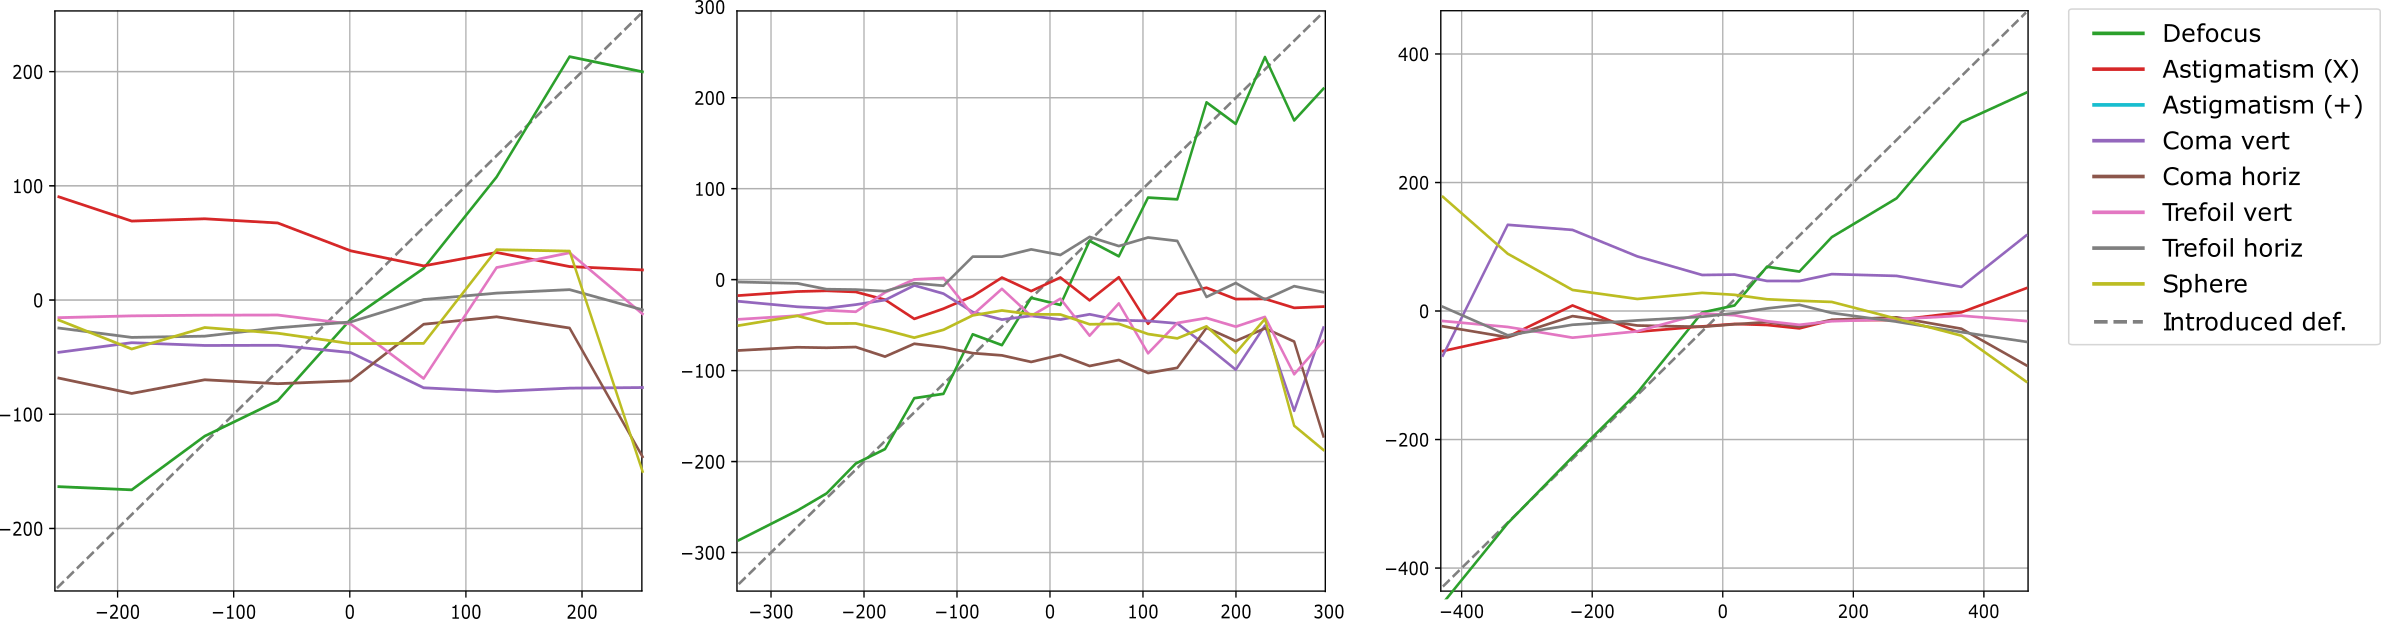 200
100
0
−100
−200
−200 −100 0 100 200
300
200
100
0
−100
−200
−300
−300 −200 −100 0 100 200 300
400
200
0
−200
−400
−400 −200 0 200 400
Defocus
Astigmatism (X)
Astigmatism (+)
Coma vert
Coma horiz
Trefoil vert
Trefoil horiz
Sphere
Introduced def.